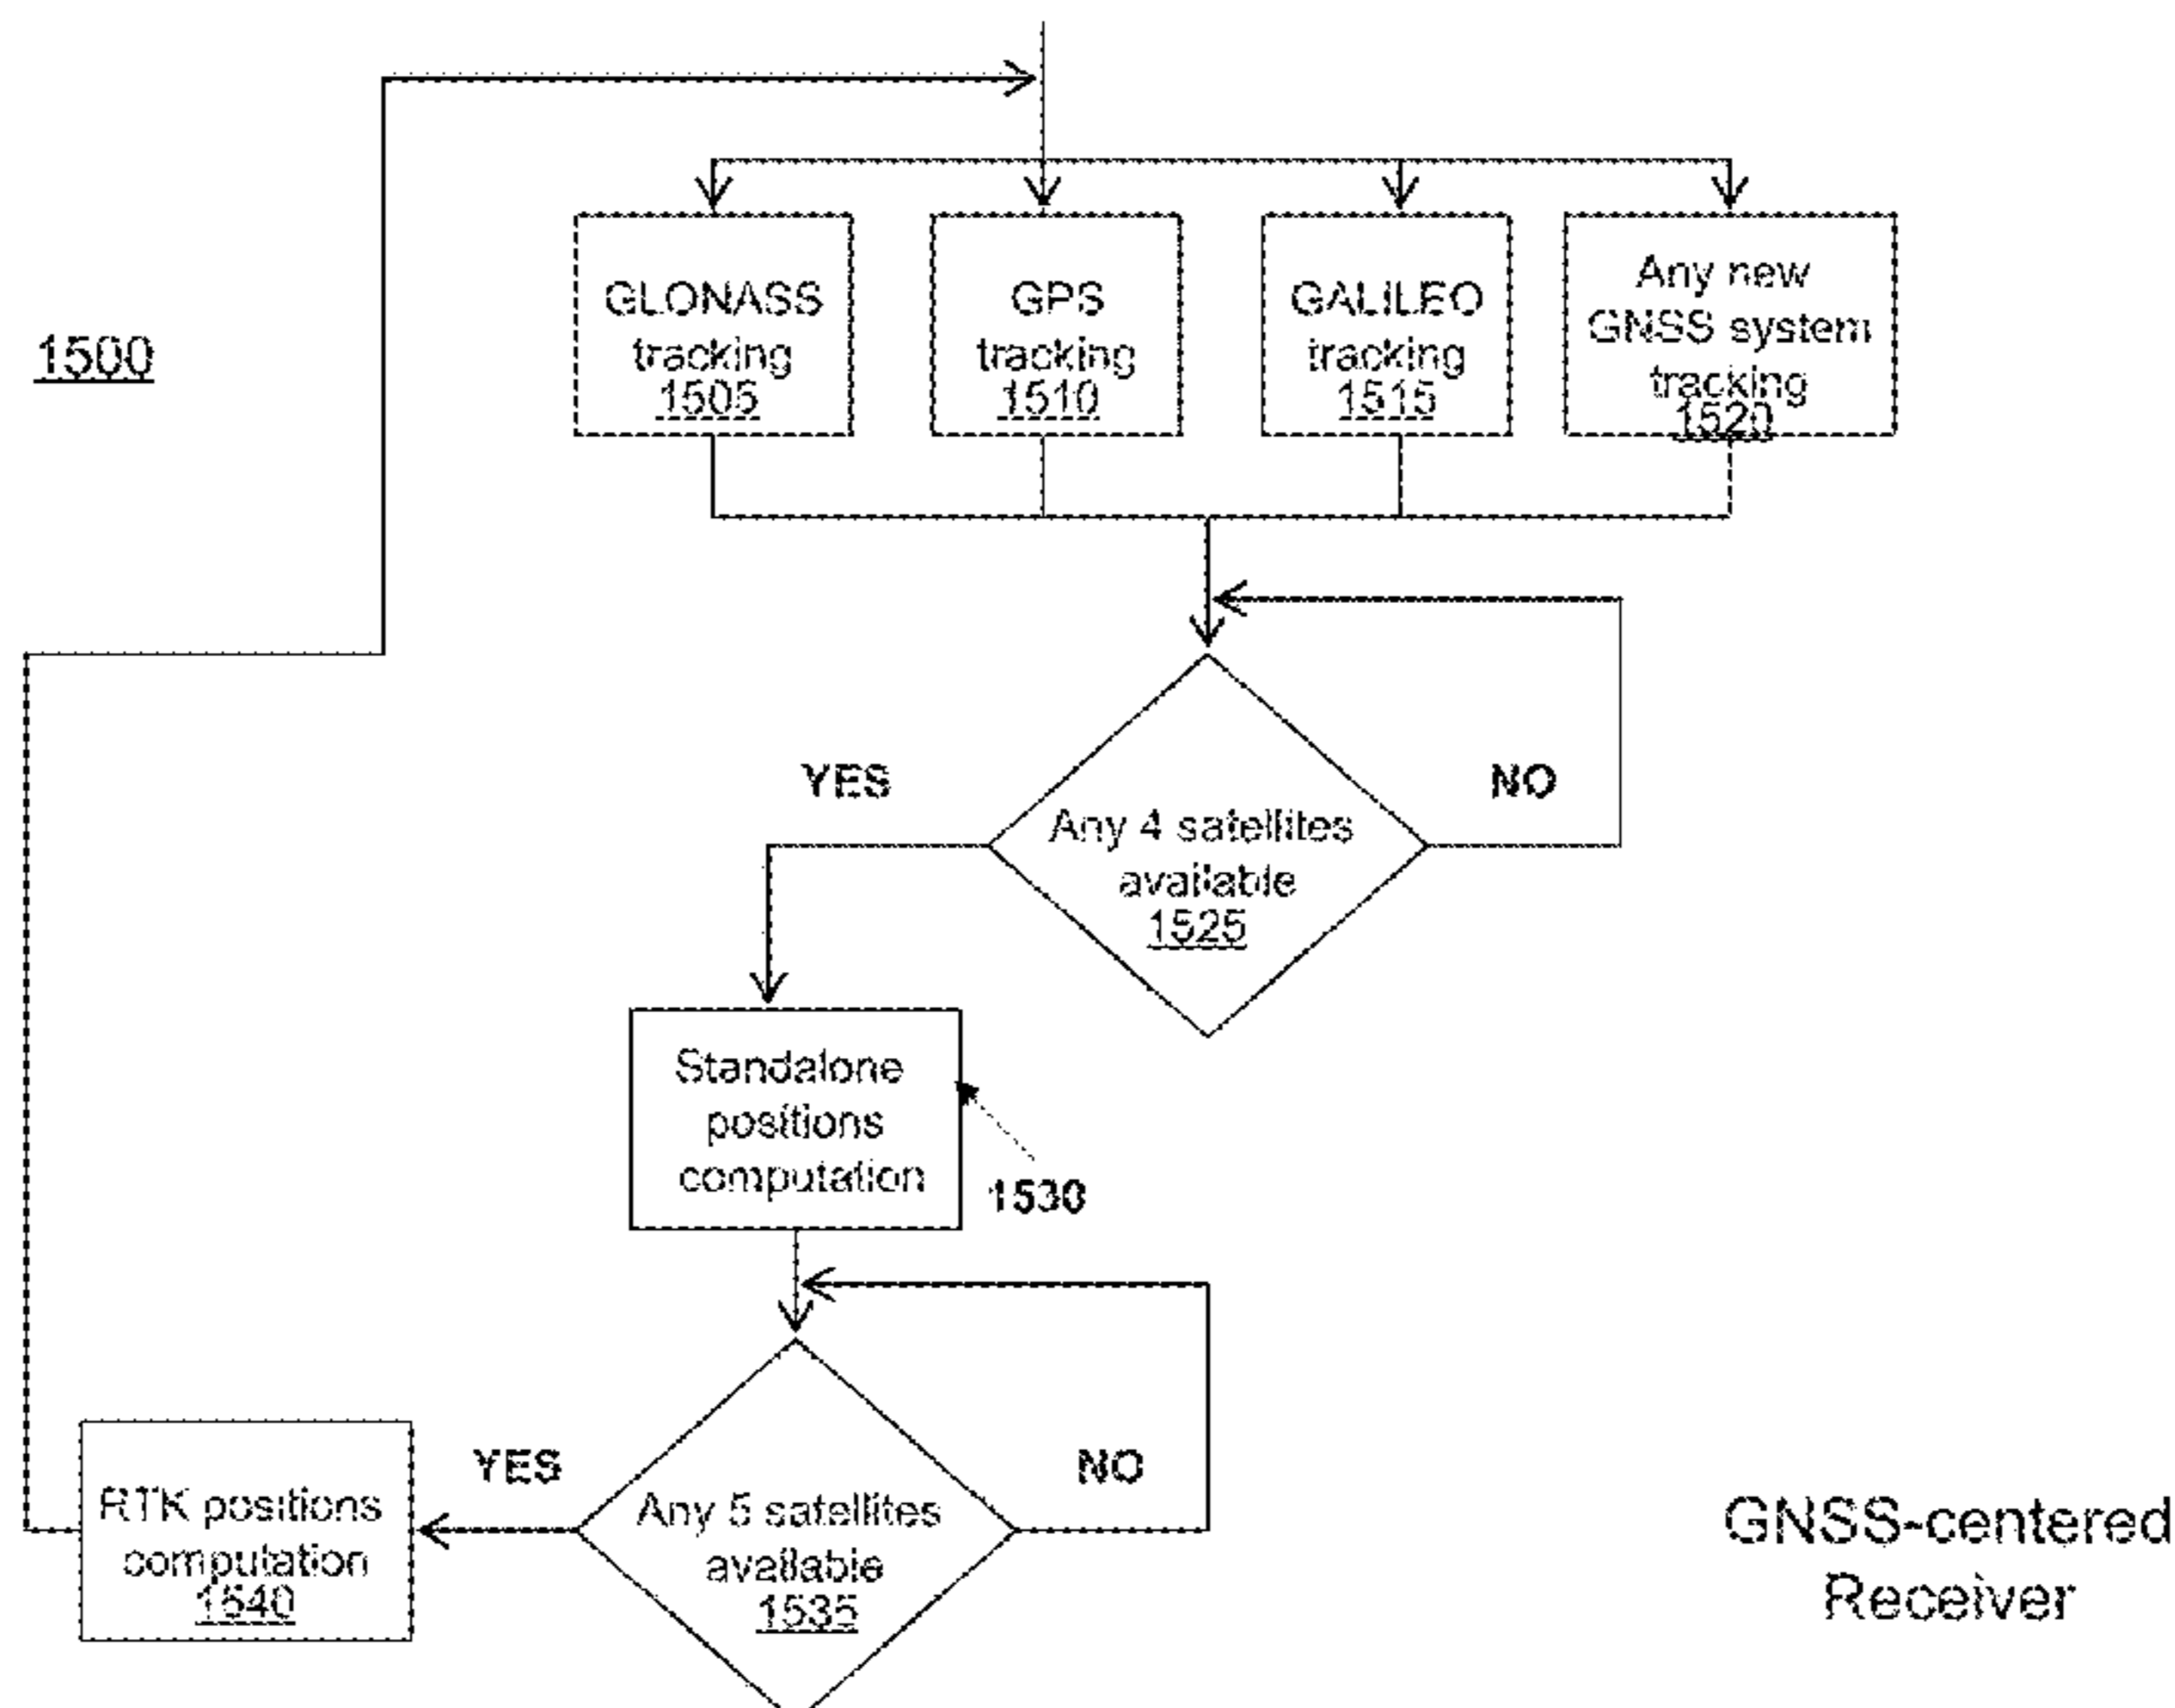 1500
GLONASS
tracking
1505
GPS
tracking
1510
GALILEO
tracking
1515
Any new
GNSS system
tracking
1520
YES
NO
Any 4 satellites
available
1525
Standalone
positions
computation
1530
YES
NO
Any 5 satellites
available
1535
RTK positions
computation
1540
GNSS-centered
Receiver